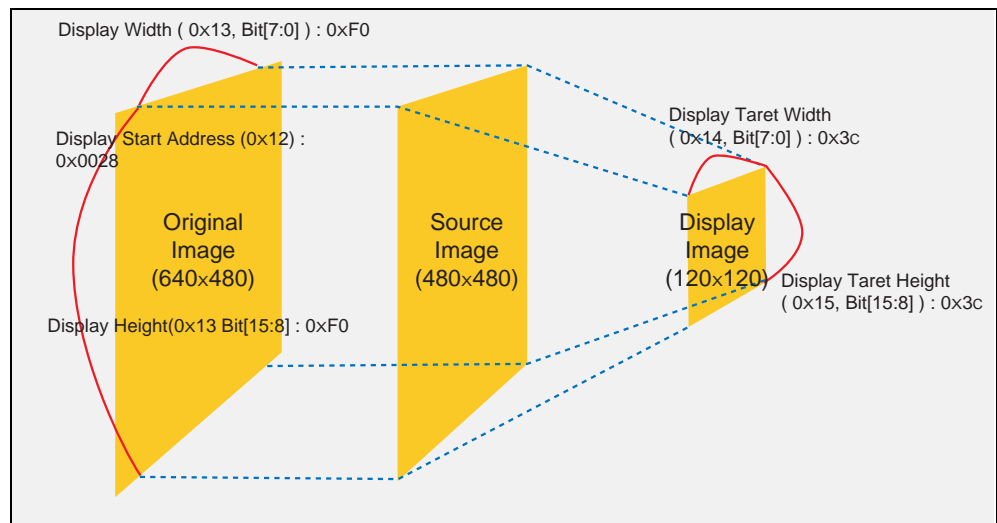 Display Width ( 0x13, Bit[7:0] ) : 0xF0
Display Start Address (0x12) :
0x0028
Original
Image
(640x480)
Display Height(0x13 Bit[15:8] : 0xF0
Source
Image
(480x480)
Display Taret Width
( 0x14, Bit[7:0] ) : 0x3c
Display
Image
(120x120)
Display Taret Height
( 0x15, Bit[15:8] ) : 0x3c